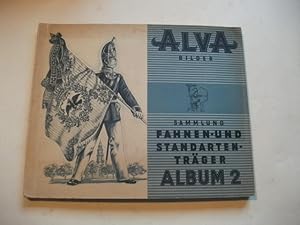 ALVA
BILDER
SAMMLUNG
FAHNEN-UND
STANDARTEN-
TRÄGER
ALBUM 2